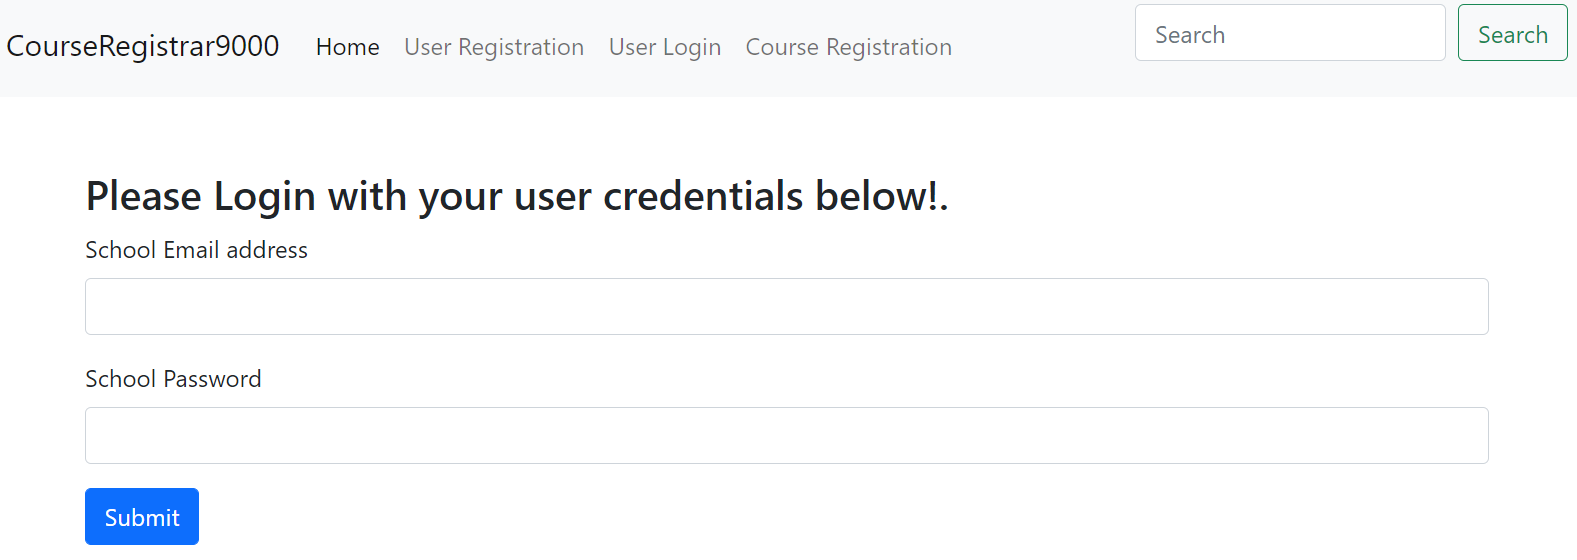 CourseRegistrar9000 Home User Registration User Login Course Registration Search Search
Please Login with your user credentials below!.
School Email address
School Password
Submit